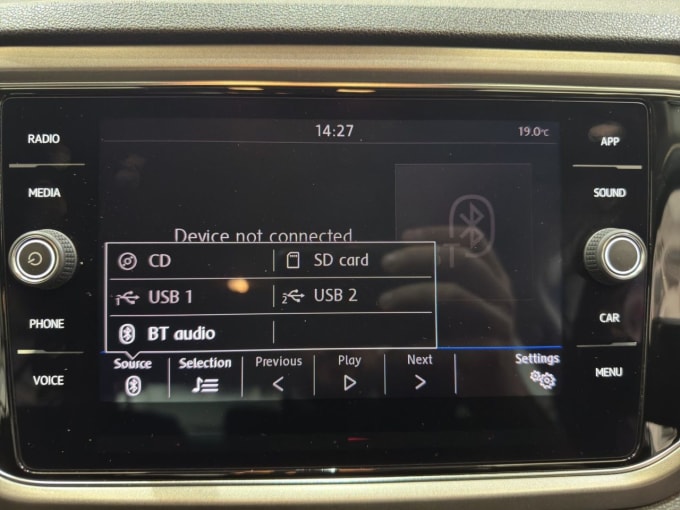 14:27 19.0°C
RADIO
MEDIA
PHONE
VOICE
Device not connected.
CD SD card
USB 1 USB 2
BT audio
Source Selection Previous Play Next Settings
APP
SOUND
CAR
MENU